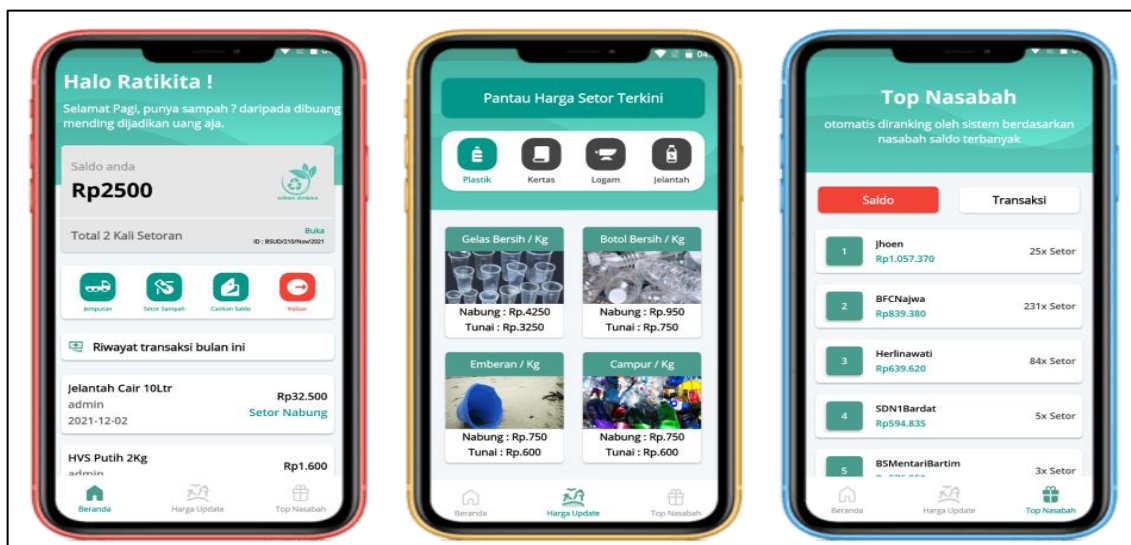 Halo Ratikita !
Selamat Pagi, punya sampah ? daripada dibuang
mending dijadikan uang aja.
Saldo anda
Rp2500
Total 2 Kali Setoran
Buka
ID : BSUD/210/Nov/2021
Jemputan
Setor Sampah
Cairkan Saldo
Keluar
Riwayat transaksi bulan ini
Jelantah Cair 10Ltr
admin
2021-12-02
Rp32.500
Setor Nabung
HVS Putih 2Kg
admin
Rp1.600
Beranda
Harga Update
Top Nasabah
04
Pantau Harga Setor Terkini
Plastik
Kertas
Logam
Jelantah
Gelas Bersih / Kg
Nabung : Rp.4250
Tunai : Rp.3250
Botol Bersih / Kg
Nabung : Rp.950
Tunai : Rp.750
Emberan / Kg
Nabung : Rp.750
Tunai : Rp.600
Campur / Kg
Nabung : Rp.750
Tunai : Rp.600
Beranda
Harga Update
Top Nasabah
Top Nasabah
otomatis diranking oleh sistem berdasarkan
nasabah saldo terbanyak
Saldo
Transaksi
1
Jhoen
Rp1.057.370
25x Setor
2
BFCNajwa
Rp839.380
231x Setor
3
Herlinawati
Rp639.620
84x Setor
4
SDN1Bardat
Rp594.835
5x Setor
5
BSMentariBartim
3x Setor
Beranda
Harga Update
Top Nasabah